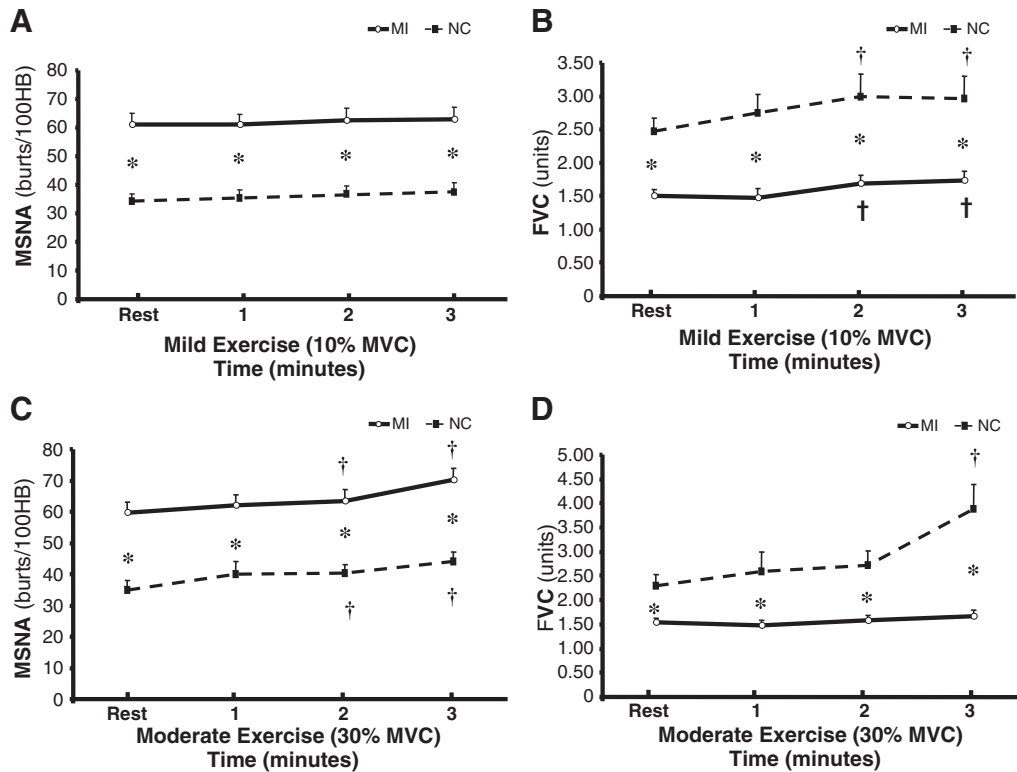 A
MI NC
MSNA (burts/100HB)
80
70
60
50
40
30
20
10
0
* * * *
Rest 1 2 3
Mild Exercise (10% MVC)
Time (minutes)
B
MI NC
FVC (units)
3.50
3.00
2.50
2.00
1.50
1.00
0.50
0
† †
* * * *
† †
Rest 1 2 3
Mild Exercise (10% MVC)
Time (minutes)
C
MI NC
MSNA (burts/100HB)
80
70
60
50
40
30
20
10
0
† †
* * * *
† †
Rest 1 2 3
Moderate Exercise (30% MVC)
Time (minutes)
D
MI NC
FVC (units)
5.00
4.50
4.00
3.50
3.00
2.50
2.00
1.50
1.00
0.50
0
†
* * * *
Rest 1 2 3
Moderate Exercise (30% MVC)
Time (minutes)